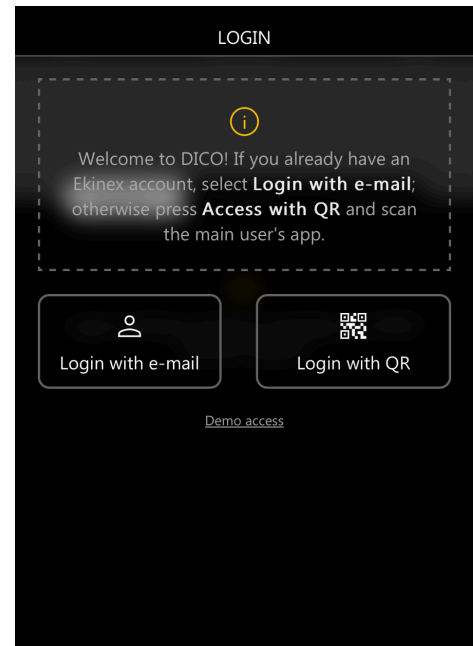 LOGIN
Welcome to DICO! If you already have an
Ekinex account, select Login with e-mail;
otherwise press Access with QR and scan
the main user's app.
Login with e-mail
Login with QR
Demo access